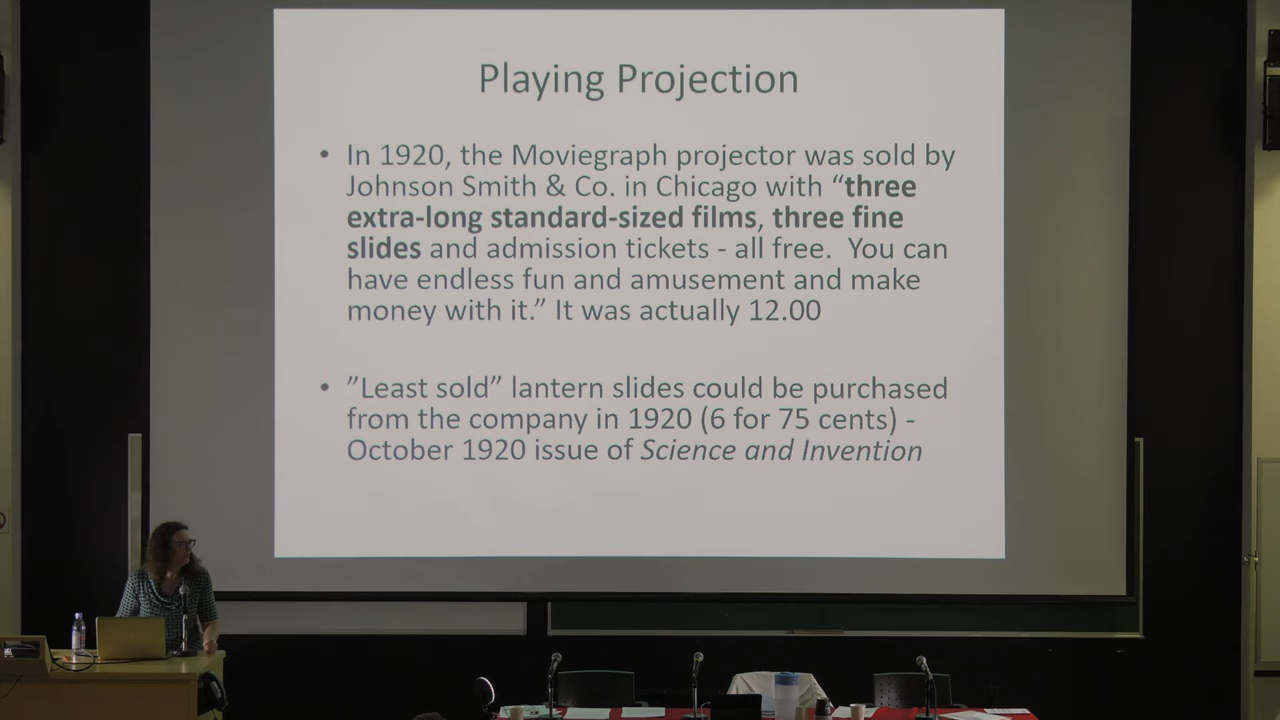 Playing Projection
• In 1920, the Moviegraph projector was sold by
Johnson Smith & Co. in Chicago with “three
extra-long standard-sized films, three fine
slides and admission tickets - all free.  You can
have endless fun and amusement and make
money with it.” It was actually 12.00
• ”Least sold” lantern slides could be purchased
from the company in 1920 (6 for 75 cents) -
October 1920 issue of Science and Invention